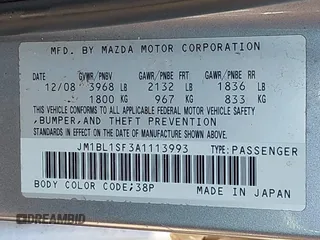 MFD. BY MAZDA MOTOR CORPORATION
DATE GVWR/PNBV GAWR/PNBE FRT GAWR/PNBE RR
12/08 3968 LB 2132 LB 1836 LB
1800 KG 967 KG 833 KG
THIS VEHICLE CONFORMS TO ALL APPLICABLE FEDERAL MOTOR VEHICLE SAFETY
,BUMPER,AND THEFT PREVENTION
STANDARDS IN EFFECT ON THE DATE OF MANUFACTURE SHOWN ABOVE.
JM1BL1SF3A1113993 TYPE:PASSENGER
BODY COLOR CODE;38P MADE IN JAPAN
DREAMBID